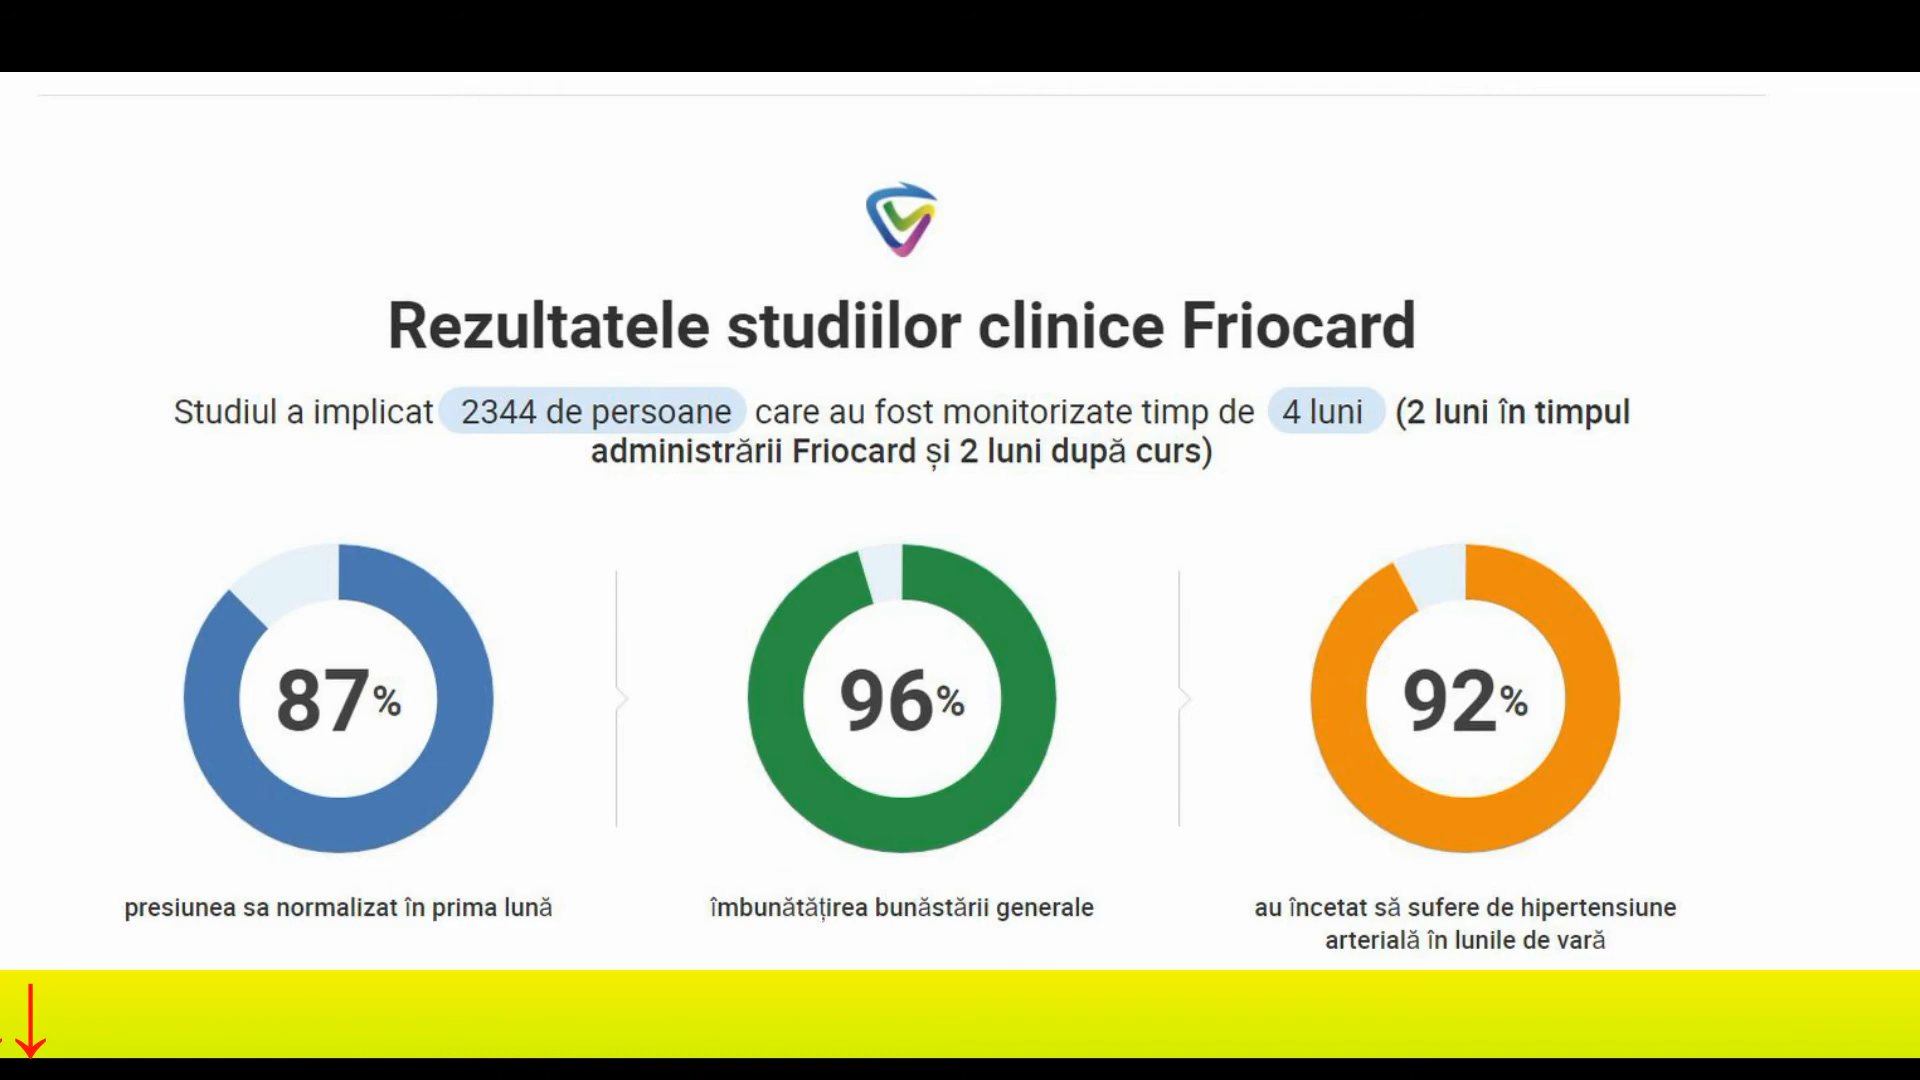 Rezultatele studiilor clinice Friocard
Studiul a implicat 2344 de persoane care au fost monitorizate timp de 4 luni (2 luni în timpul
administrării Friocard și 2 luni după curs)
87%
96%
92%
presiunea sa normalizat în prima lună
îmbunătățirea bunăstării generale
au încetat să sufere de hipertensiune
arterială în lunile de vară